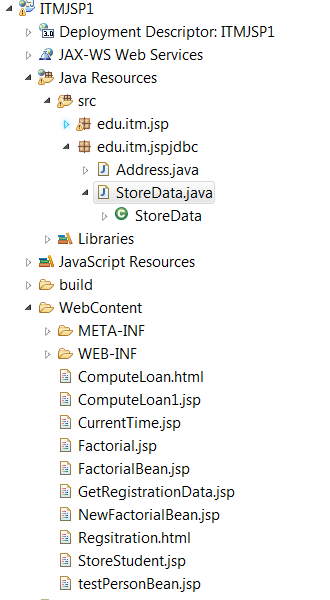 ITMJSP1
3.0 Deployment Descriptor: ITMJSP1
JAX-WS Web Services
Java Resources
src
edu.itm.jsp
edu.itm.jspjdbc
J Address.java
J StoreData.java
C StoreData
Libraries
JavaScript Resources
build
WebContent
META-INF
WEB-INF
ComputeLoan.html
ComputeLoan1.jsp
CurrentTime.jsp
Factorial.jsp
FactorialBean.jsp
GetRegistrationData.jsp
NewFactorialBean.jsp
Regsitration.html
StoreStudent.jsp
testPersonBean.jsp